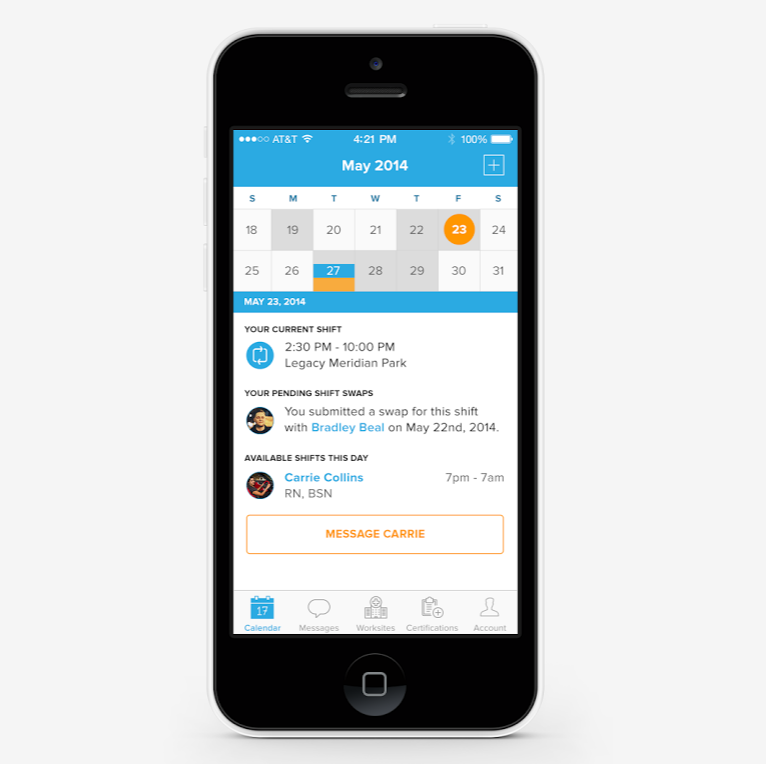 AT&T 4:21 PM 100%
May 2014
S M T W T F S
18 19 20 21 22 23 24
25 26 27 28 29 30 31
MAY 23, 2014
YOUR CURRENT SHIFT
2:30 PM - 10:00 PM
Legacy Meridian Park
YOUR PENDING SHIFT SWAPS
You submitted a swap for this shift
with Bradley Beal on May 22nd, 2014.
AVAILABLE SHIFTS THIS DAY
Carrie Collins 7pm - 7am
RN, BSN
MESSAGE CARRIE
17
Calendar Messages Worksites Certifications Account